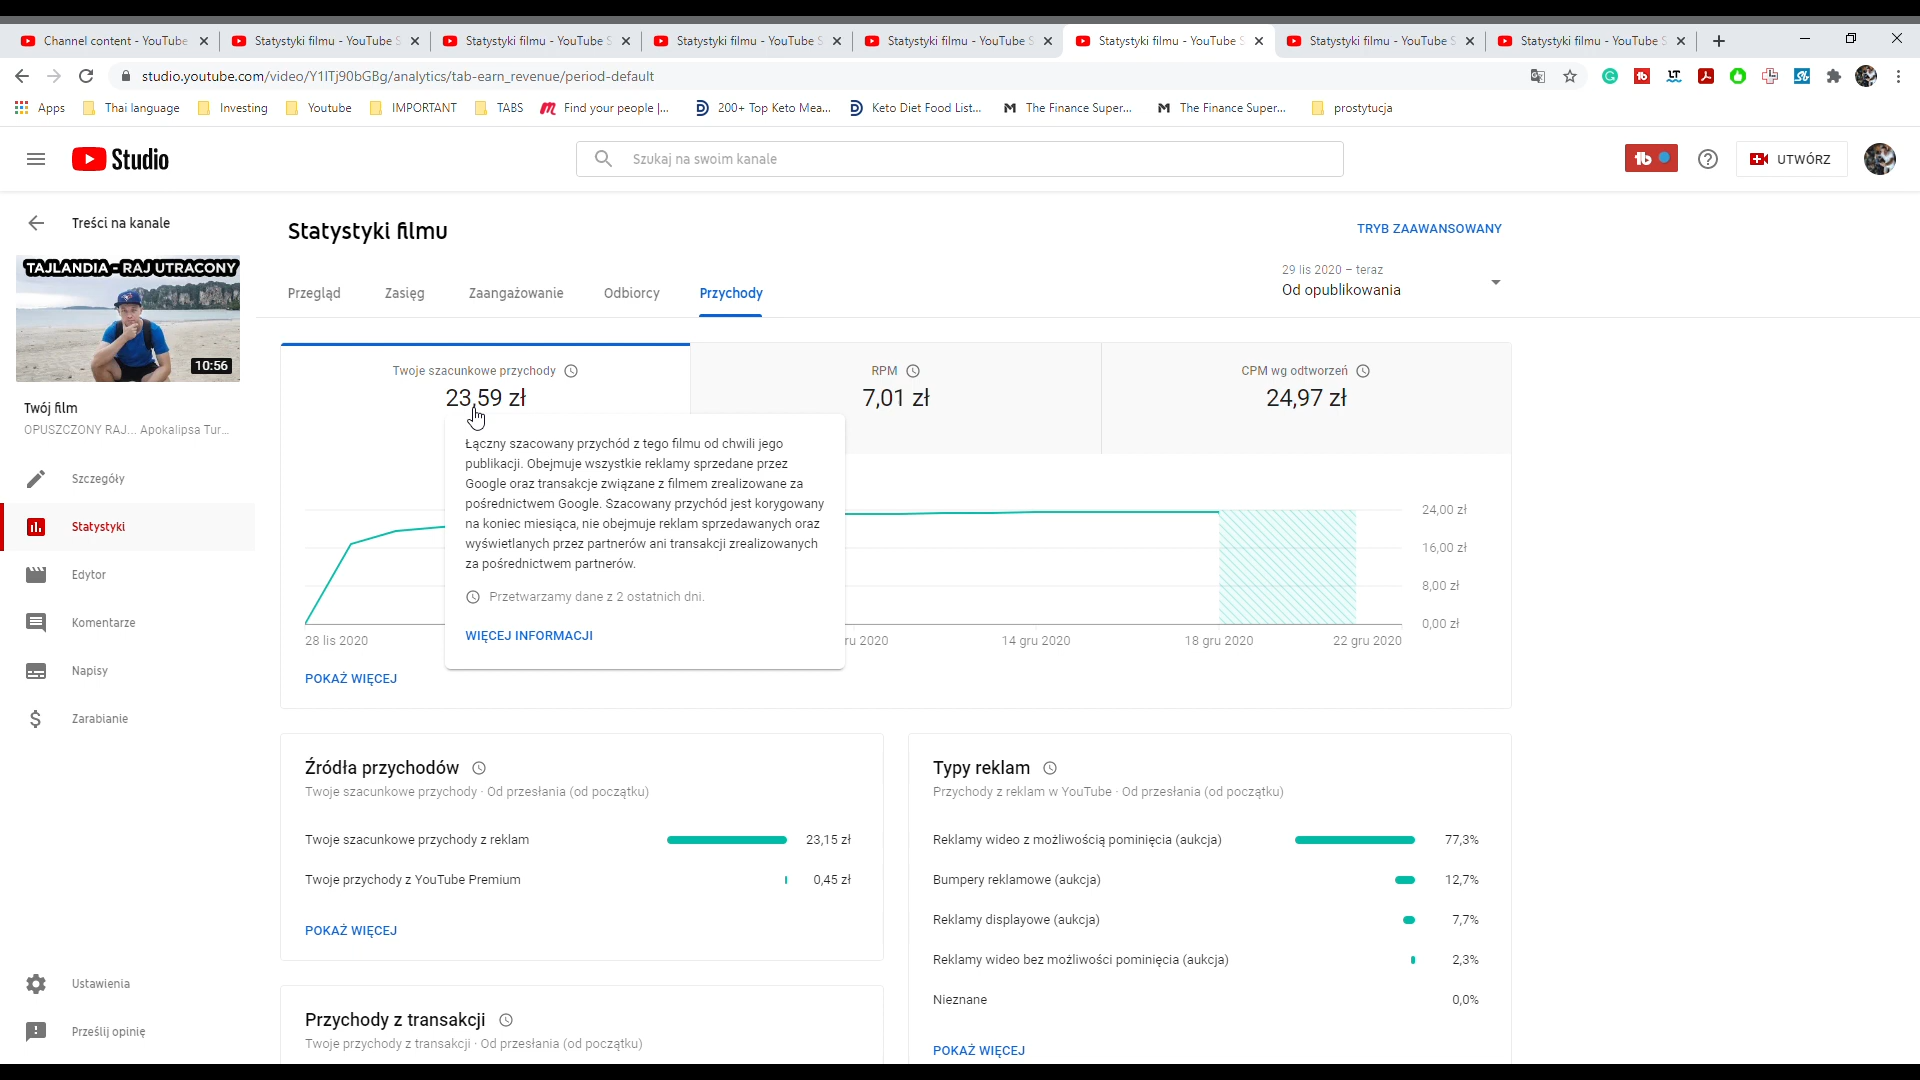 Channel content - YouTube
Statystyki filmu - YouTube S
Statystyki filmu - YouTube S
Statystyki filmu - YouTube S
Statystyki filmu - YouTube S
Statystyki filmu - YouTube S
Statystyki filmu - YouTube S
Statystyki filmu - YouTube S
studio.youtube.com/video/Y1ITj90bGBg/analytics/tab-earn_revenue/period-default
Apps
Thai language
Investing
Youtube
IMPORTANT
TABS
Find your people |...
200+ Top Keto Mea...
Keto Diet Food List...
The Finance Super...
The Finance Super...
prostytucja
Studio
Szukaj na swoim kanale
UTWÓRZ
Treści na kanale
TAJLANDIA - RAJ UTRACONY
10:56
Twój film
OPUSZCZONY RAJ... Apokalipsa Tur...
Szczegóły
Statystyki
Edytor
Komentarze
Napisy
Zarabianie
Ustawienia
Prześlij opinię
Statystyki filmu
TRYB ZAAWANSOWANY
29 lis 2020 – teraz
Od opublikowania
Przegląd
Zasięg
Zaangażowanie
Odbiorcy
Przychody
Twoje szacunkowe przychody
23,59 zł
RPM
7,01 zł
CPM wg odtworzeń
24,97 zł
Łączny szacowany przychód z tego filmu od chwili jego
publikacji. Obejmuje wszystkie reklamy sprzedane przez
Google oraz transakcje związane z filmem zrealizowane za
pośrednictwem Google. Szacowany przychód jest korygowany
na koniec miesiąca, nie obejmuje reklam sprzedawanych oraz
wyświetlanych przez partnerów ani transakcji zrealizowanych
za pośrednictwem partnerów.
Przetwarzamy dane z 2 ostatnich dni.
WIĘCEJ INFORMACJI
24,00 zł
16,00 zł
8,00 zł
0,00 zł
28 lis 2020
ru 2020
14 gru 2020
18 gru 2020
22 gru 2020
POKAŻ WIĘCEJ
Źródła przychodów
Twoje szacunkowe przychody · Od przesłania (od początku)
Twoje szacunkowe przychody z reklam
23,15 zł
Twoje przychody z YouTube Premium
0,45 zł
POKAŻ WIĘCEJ
Przychody z transakcji
Twoje przychody z transakcji · Od przesłania (od początku)
Typy reklam
Przychody z reklam w YouTube · Od przesłania (od początku)
Reklamy wideo z możliwością pominięcia (aukcja)
77,3%
Bumpery reklamowe (aukcja)
12,7%
Reklamy displayowe (aukcja)
7,7%
Reklamy wideo bez możliwości pominięcia (aukcja)
2,3%
Nieznane
0,0%
POKAŻ WIĘCEJ